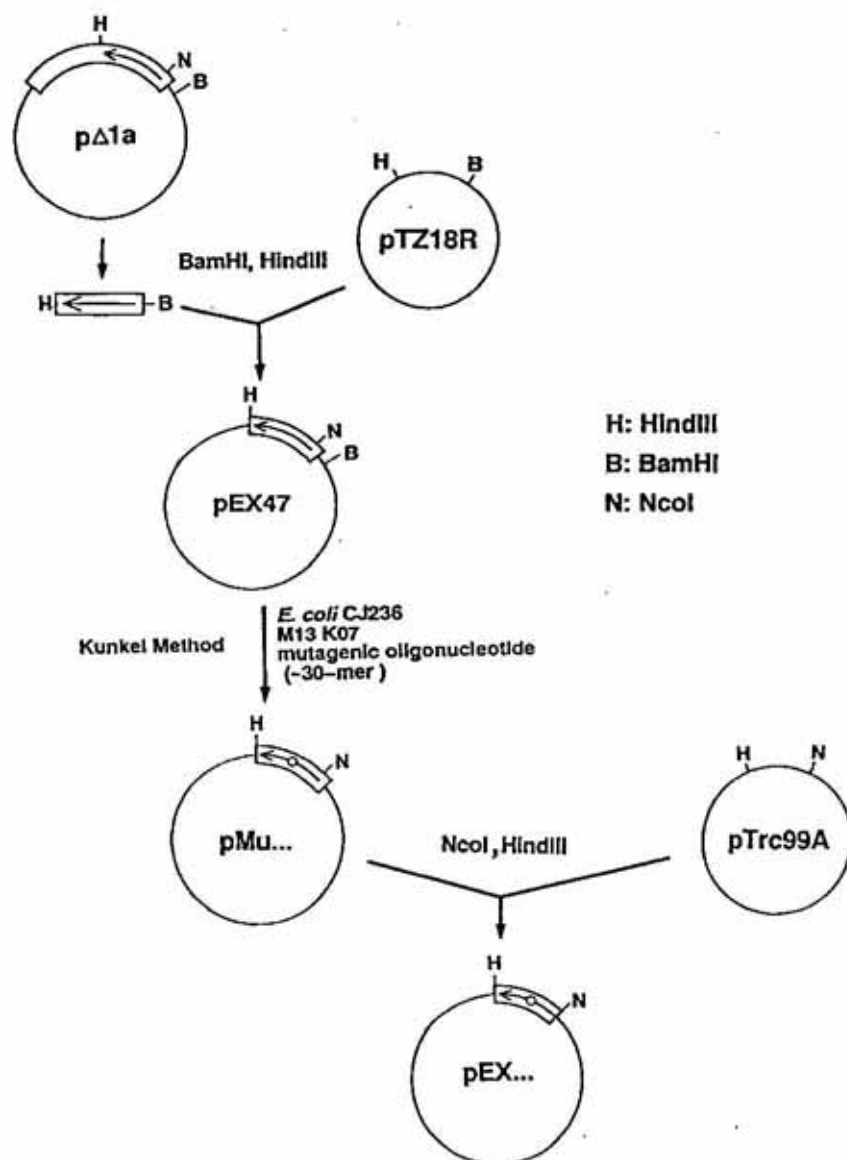 H
N
B
pΔ1a
H
B
pTZ18R
BamHI, HindIII
H
B
H
N
B
pEX47
H: HindIII
B: BamHI
N: NcoI
Kunkel Method
E. coli CJ236
M13 K07
mutagenic oligonucleotide
(~30-mer)
H
N
pMu...
H
N
pTrc99A
NcoI, HindIII
H
N
pEX...